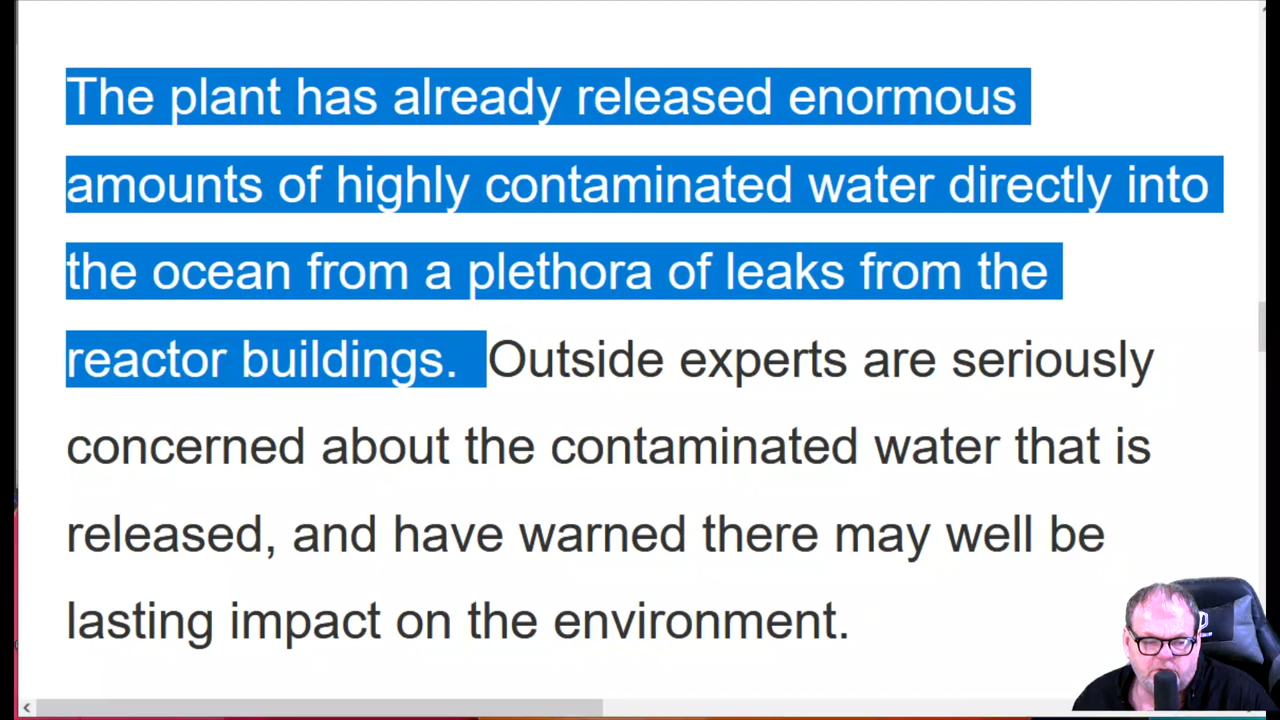 The plant has already released enormous
amounts of highly contaminated water directly into
the ocean from a plethora of leaks from the
reactor buildings. Outside experts are seriously
concerned about the contaminated water that is
released, and have warned there may well be
lasting impact on the environment.